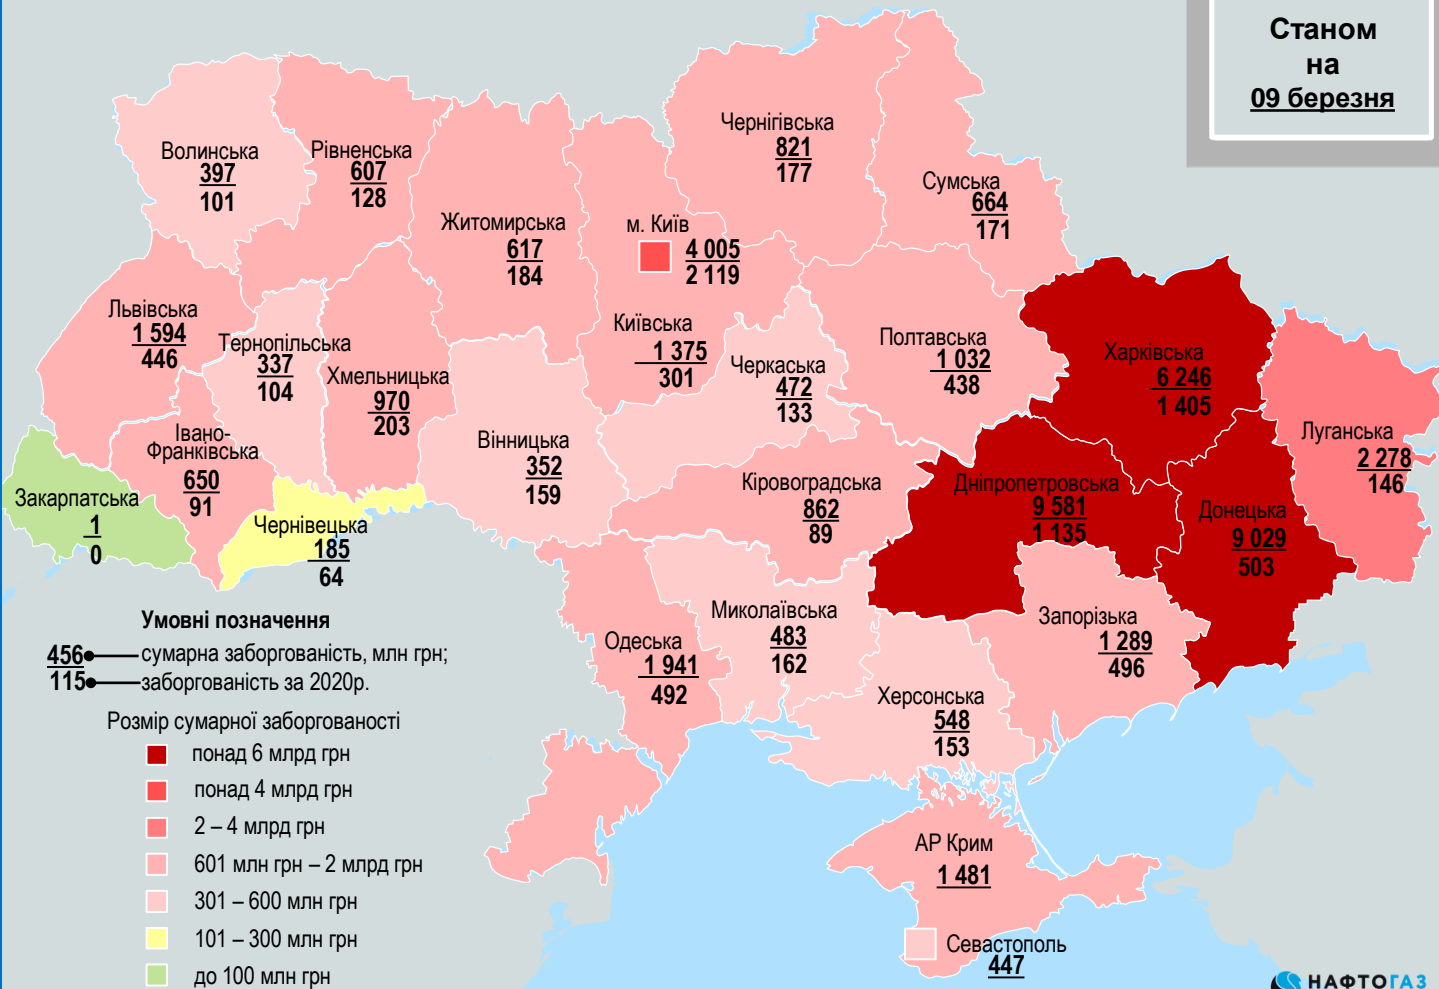 Станом
на
09 березня
Волинська
397
101
Рівненська
607
128
Житомирська
617
184
м. Київ
4 005
2 119
Чернігівська
821
177
Сумська
664
171
Львівська
1 594
446
Тернопільська
337
104
Хмельницька
970
203
Київська
1 375
301
Черкаська
472
133
Полтавська
1 032
438
Харківська
6 246
1 405
Луганська
2 278
146
Івано-
Франківська
650
91
Закарпатська
1
0
Чернівецька
185
64
Вінницька
352
159
Кіровоградська
862
89
Дніпропетровська
9 581
1 135
Донецька
9 029
503
Одеська
1 941
492
Миколаївська
483
162
Херсонська
548
153
Запорізька
1 289
496
АР Крим
1 481
Севастополь
447
Умовні позначення
456 сумарна заборгованість, млн грн;
115 заборгованість за 2020р.
Розмір сумарної заборгованості
понад 6 млрд грн
понад 4 млрд грн
2 – 4 млрд грн
601 млн грн – 2 млрд грн
301 – 600 млн грн
101 – 300 млн грн
до 100 млн грн
НАФТОГАЗ